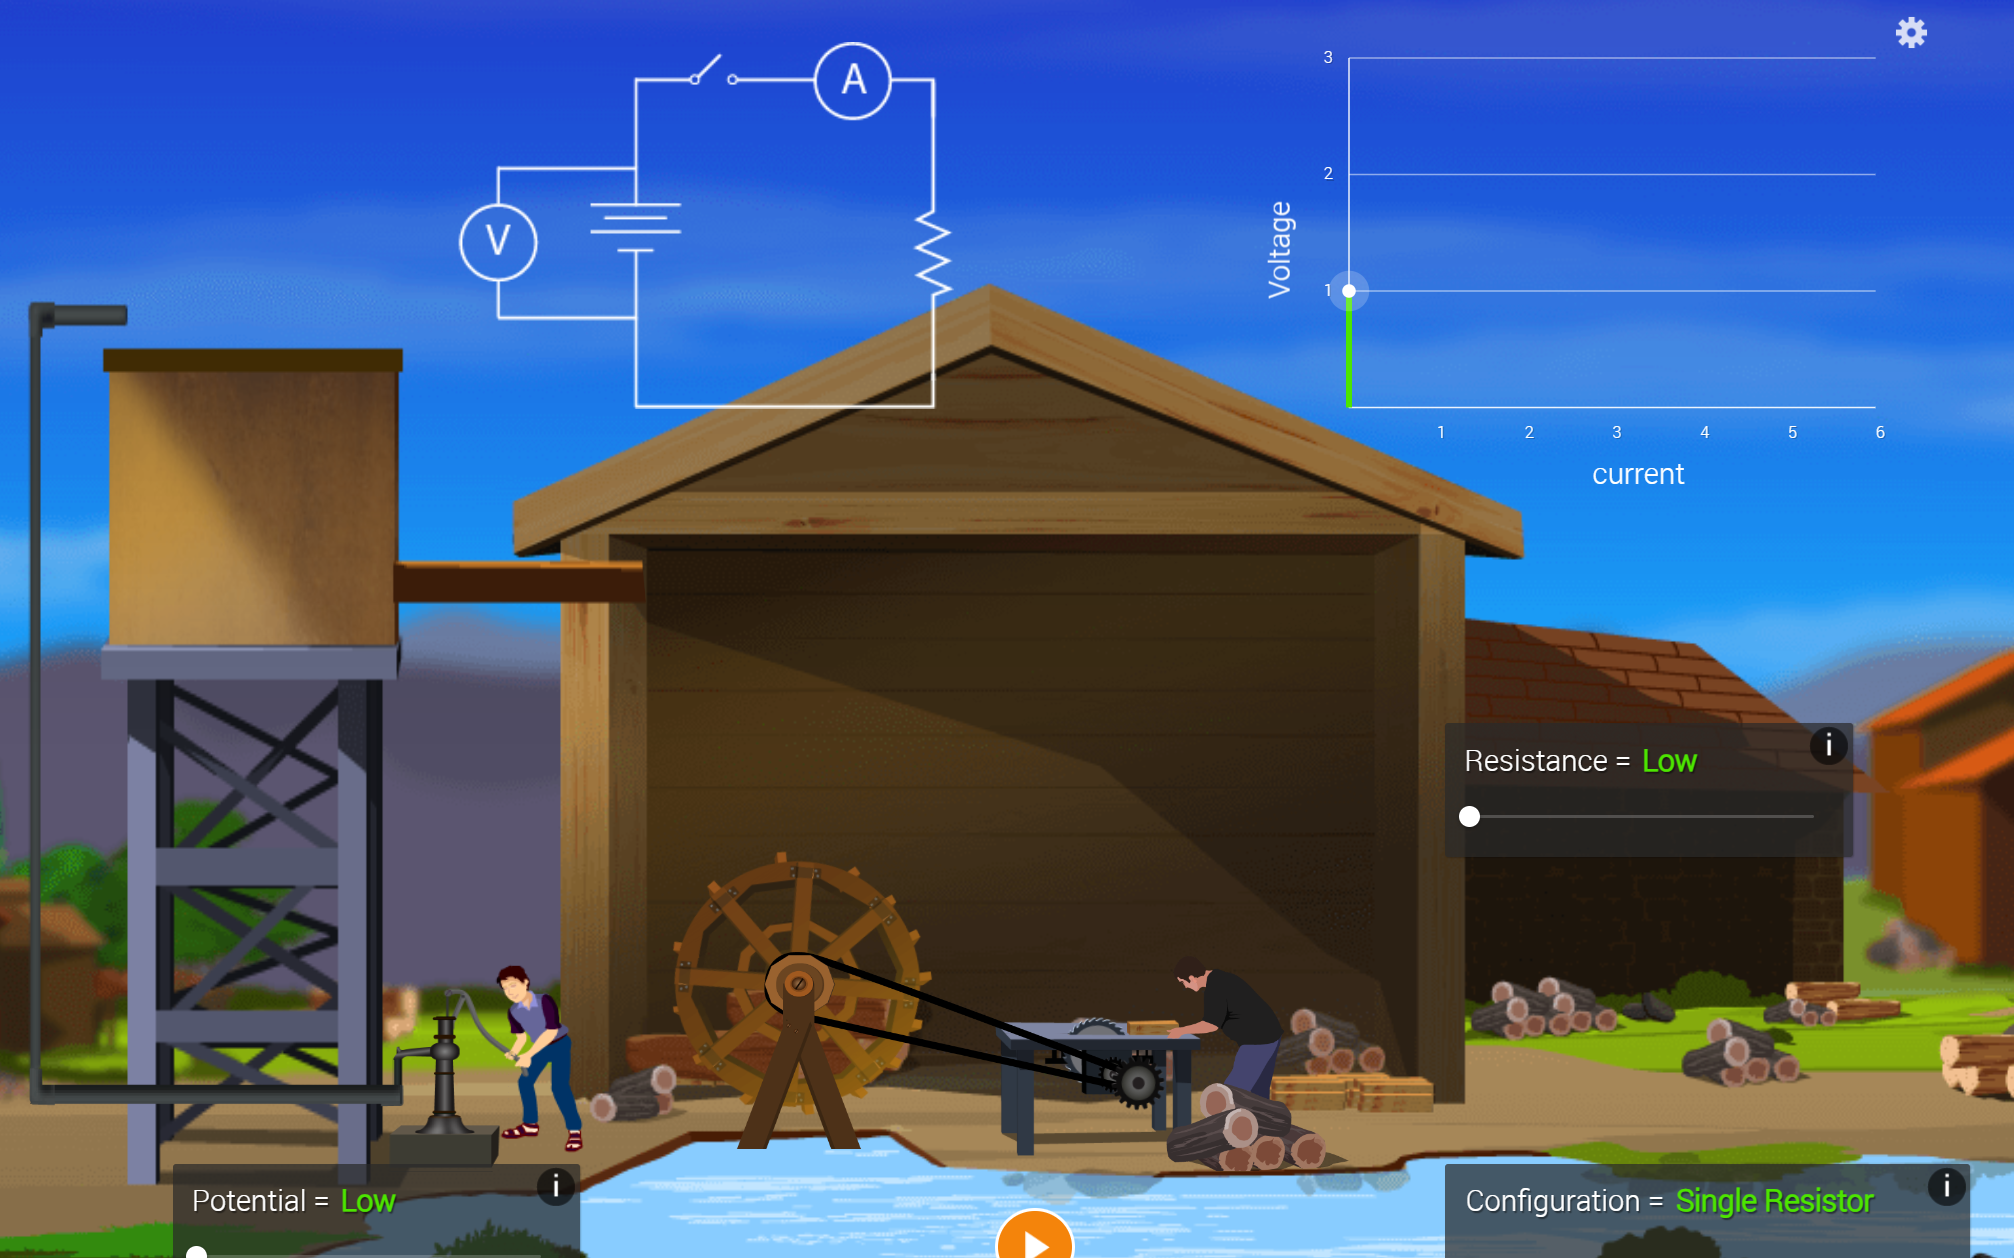 A
V
3
2
1
Voltage
1 2 3 4 5 6
current
Resistance = Low
i
Potential = Low
i
Configuration = Single Resistor
i